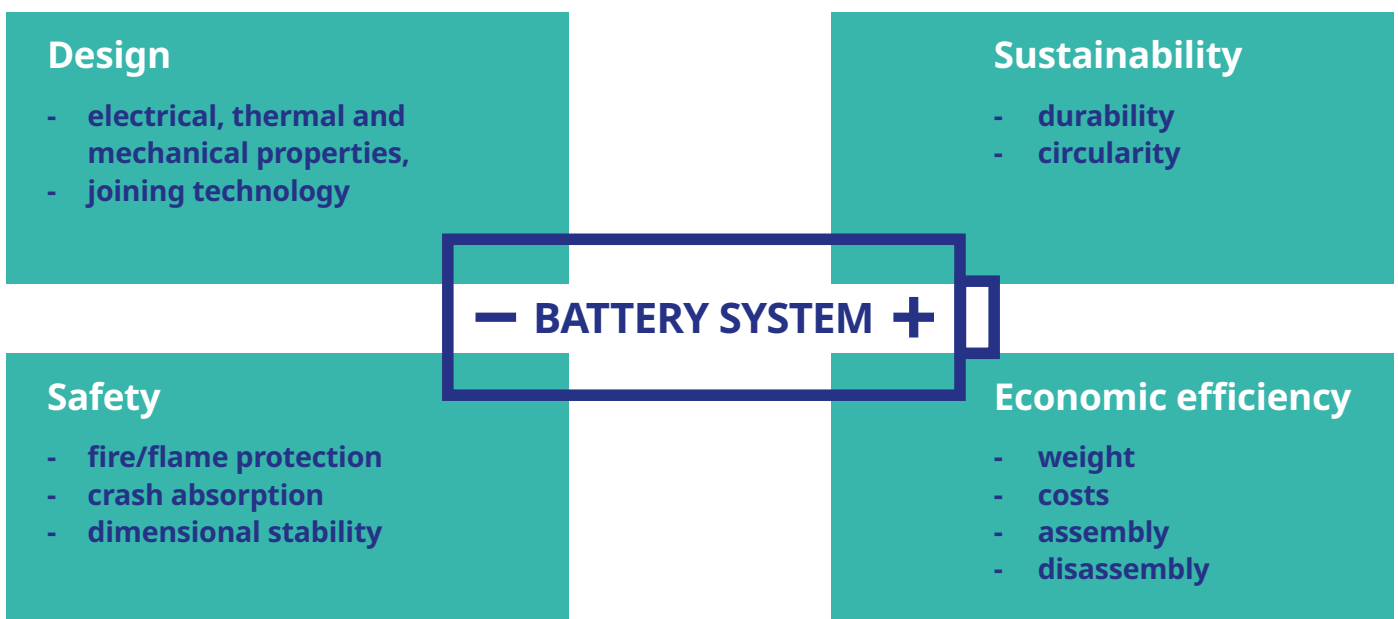 Design
- electrical, thermal and
mechanical properties,
- joining technology
Sustainability
- durability
- circularity
− BATTERY SYSTEM +
Safety
- fire/flame protection
- crash absorption
- dimensional stability
Economic efficiency
- weight
- costs
- assembly
- disassembly